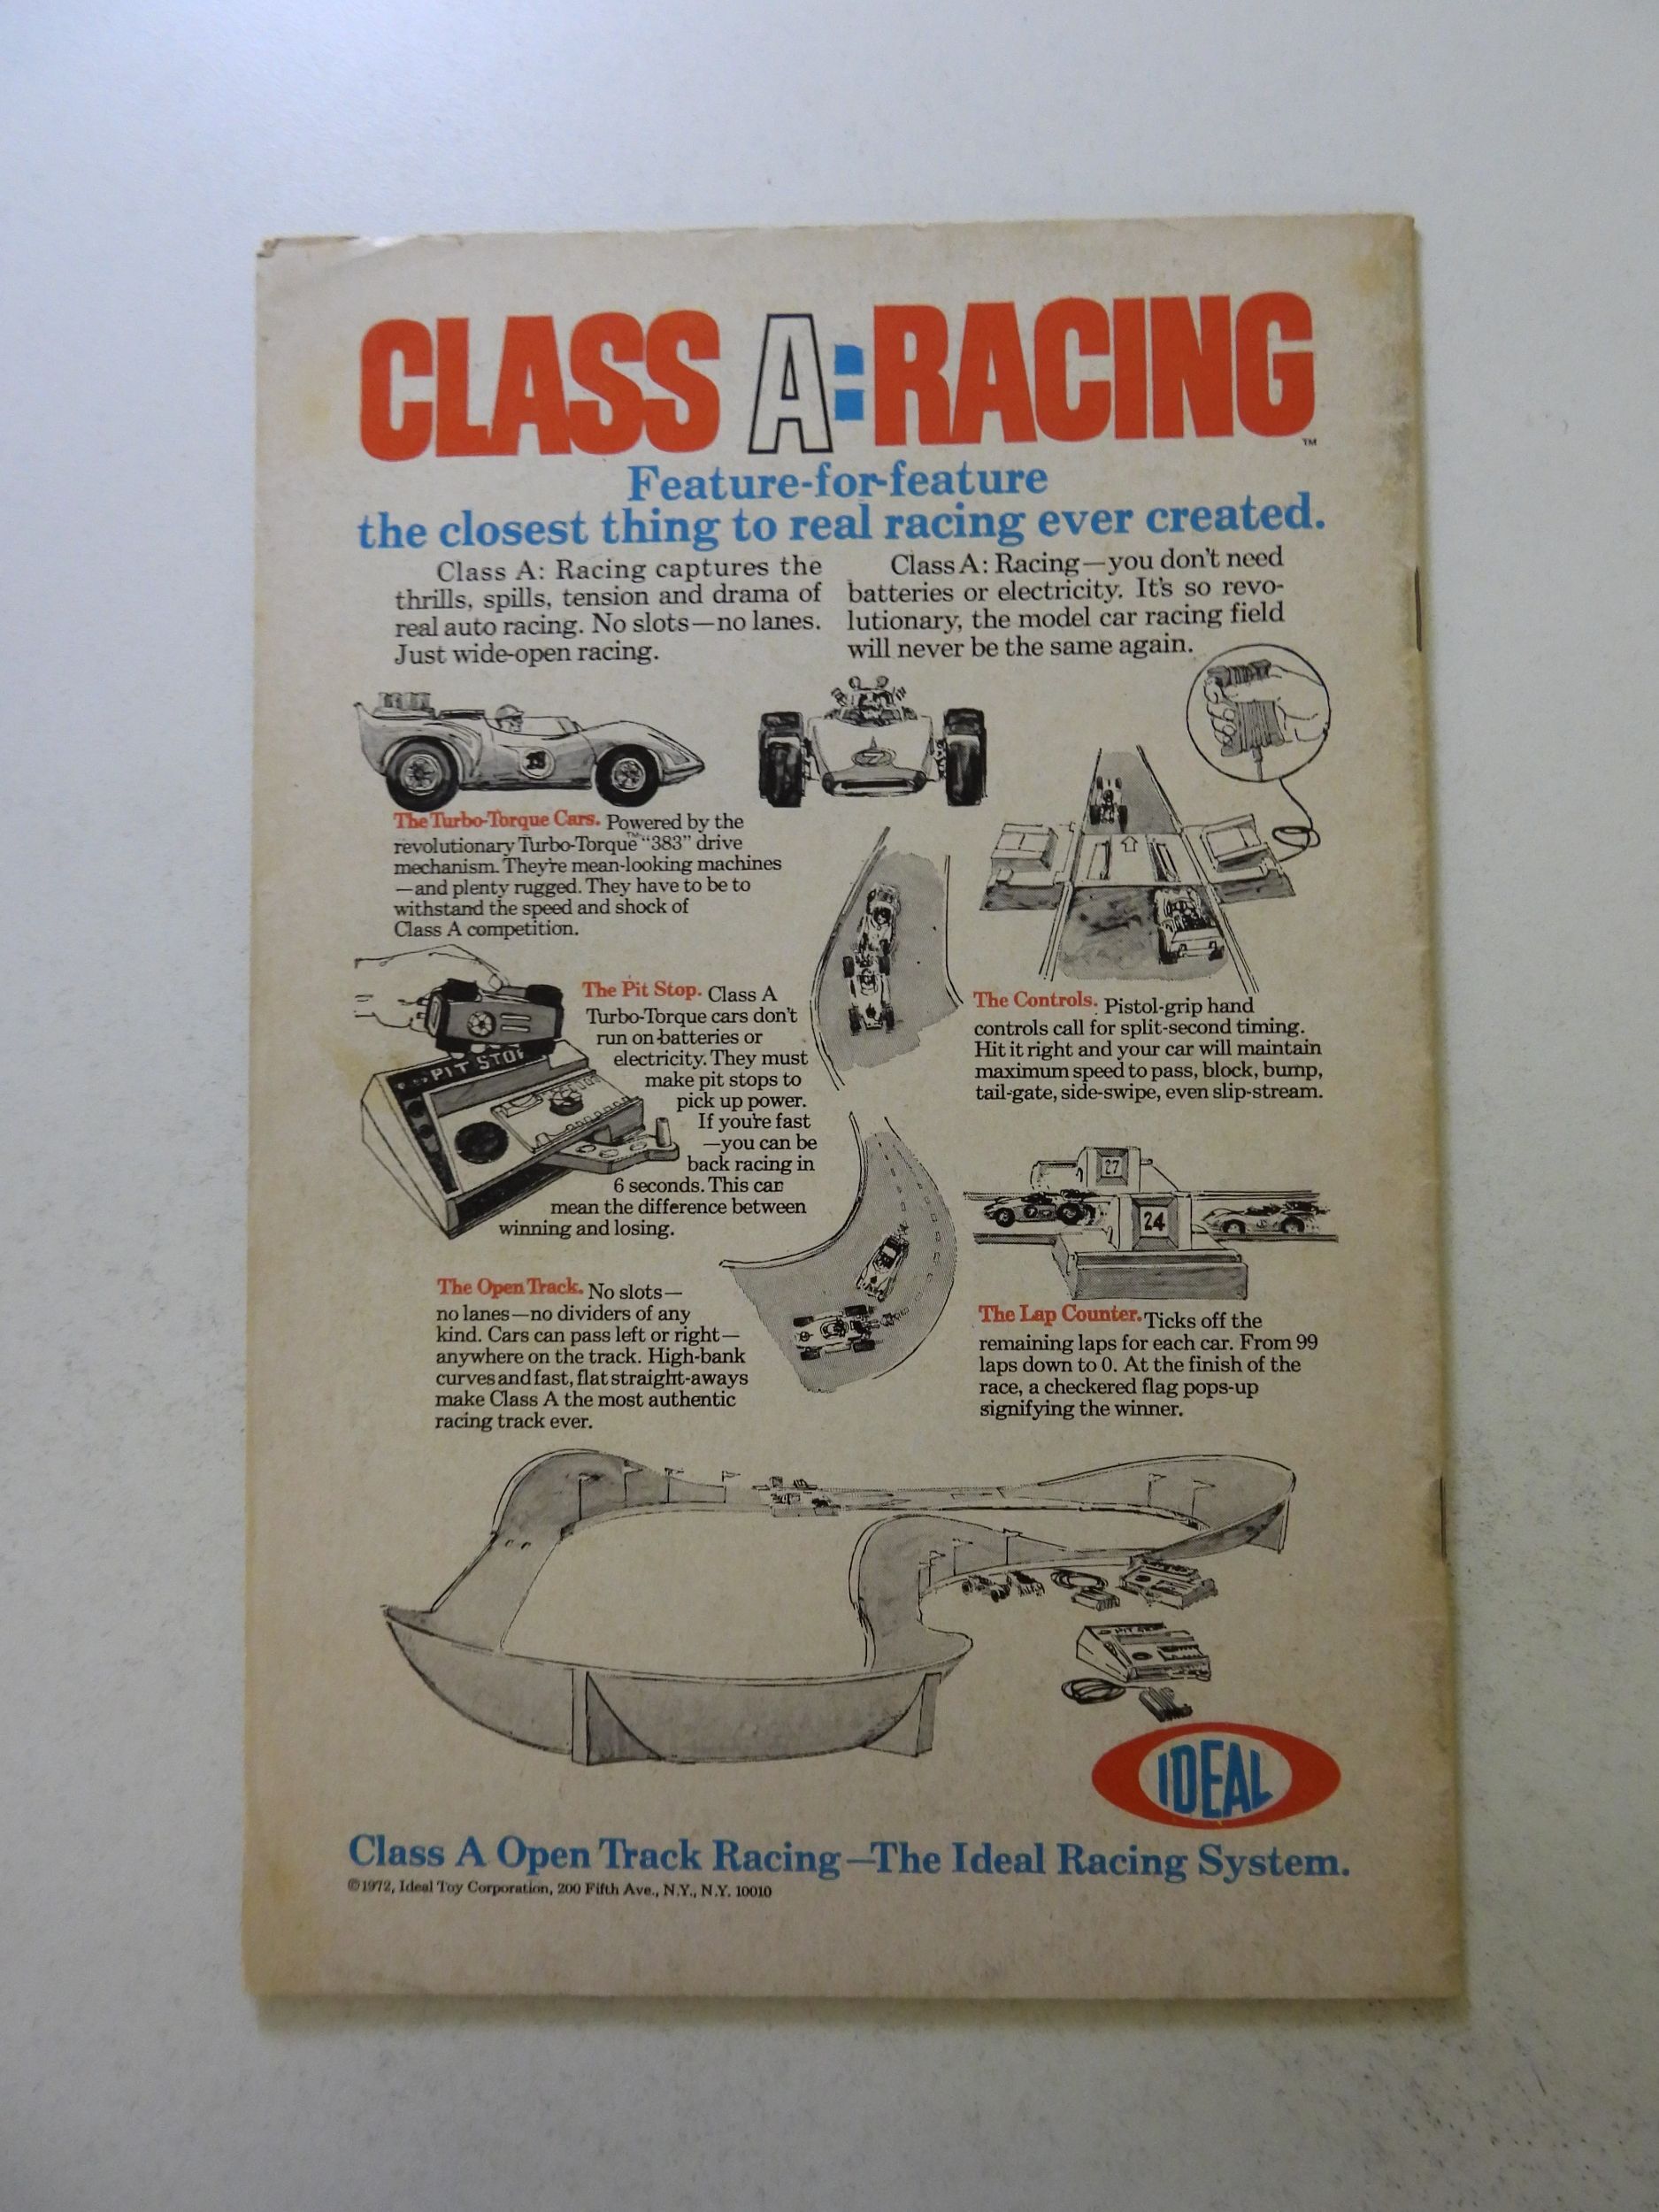 CLASS A:RACING
™
Feature-for-feature
the closest thing to real racing ever created.
Class A: Racing captures the
thrills, spills, tension and drama of
real auto racing. No slots—no lanes.
Just wide-open racing.
Class A: Racing—you don't need
batteries or electricity. It's so revo-
lutionary, the model car racing field
will never be the same again.
The Turbo-Torque Cars. Powered by the
revolutionary Turbo-Torque™ "383" drive
mechanism. They're mean-looking machines
—and plenty rugged. They have to be to
withstand the speed and shock of
Class A competition.
PIT STOP
The Pit Stop. Class A
Turbo-Torque cars don't
run on batteries or
electricity. They must
make pit stops to
pick up power.
If you're fast
—you can be
back racing in
6 seconds. This can
mean the difference between
winning and losing.
The Controls. Pistol-grip hand
controls call for split-second timing.
Hit it right and your car will maintain
maximum speed to pass, block, bump,
tail-gate, side-swipe, even slip-stream.
The Open Track. No slots—
no lanes—no dividers of any
kind. Cars can pass left or right—
anywhere on the track. High-bank
curves and fast, flat straight-aways
make Class A the most authentic
racing track ever.
27
24
The Lap Counter. Ticks off the
remaining laps for each car. From 99
laps down to 0. At the finish of the
race, a checkered flag pops-up
signifying the winner.
IDEAL
Class A Open Track Racing—The Ideal Racing System.
©1972, Ideal Toy Corporation, 200 Fifth Ave., N.Y., N.Y. 10010